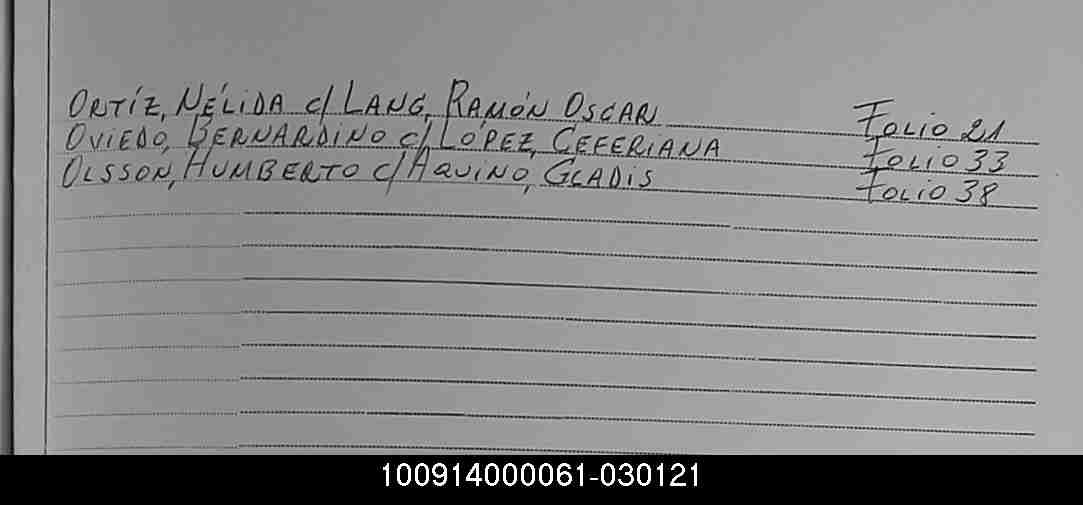 ORTÍZ, NÉLIDA c/ LANG, RAMÓN OSCAR FOLIO 21
OVIEDO, BERNARDINO c/ LÓPEZ, CEFERIANA FOLIO 33
OLSSON, HUMBERTO c/ AQUINO, GLADIS FOLIO 38
100914000061-030121